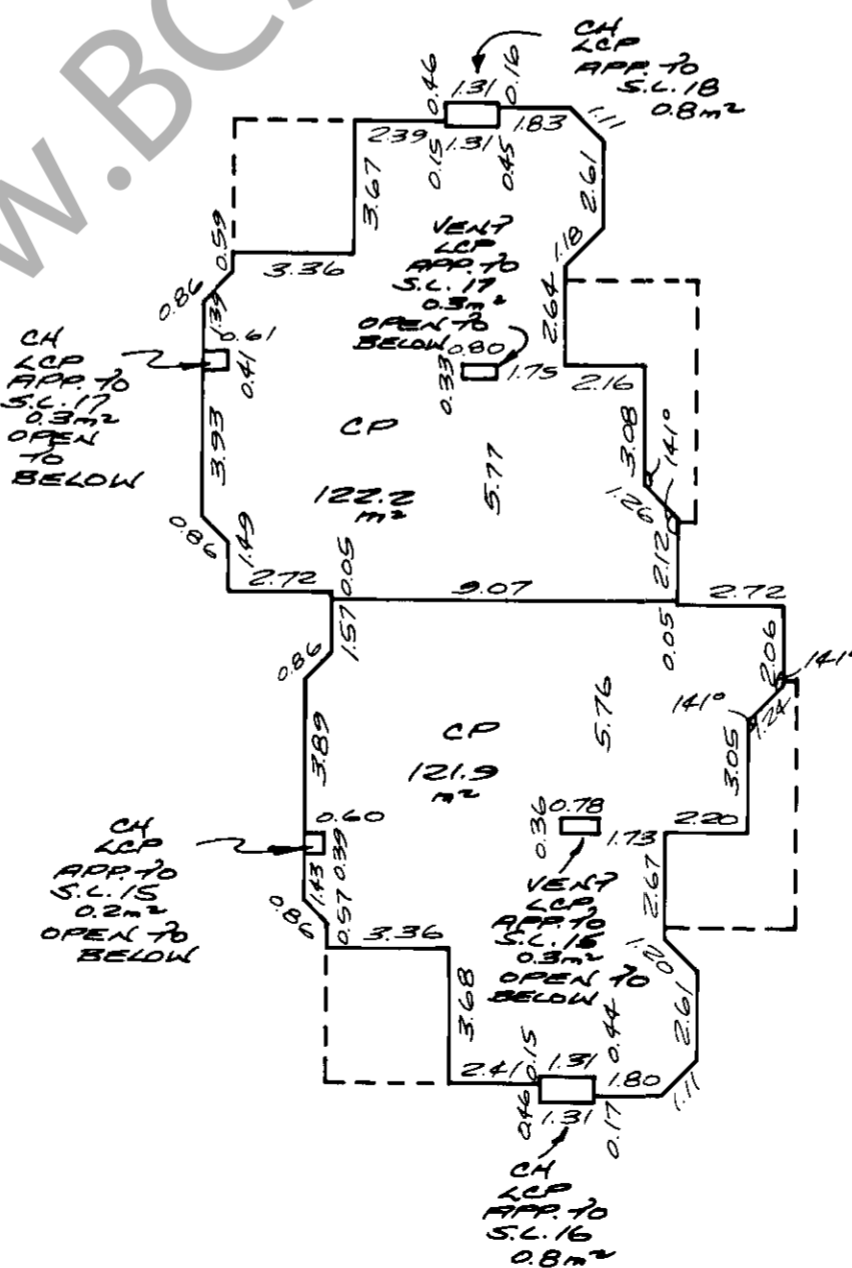 W.BC
CH
LCP
APP. TO
S.L. 18
0.8m²
0.46
1.31
0.16
2.39
0.15
1.31
0.45
1.83
1.11
3.67
2.61
0.59
3.36
VENT
LCP
APP. TO
S.L. 17
0.3m²
OPEN TO
BELOW
1.18
2.64
0.86
1.39
0.61
0.41
CH
LCP
APP. TO
S.L. 17
0.3m²
OPEN
TO
BELOW
0.80
0.33
1.75
2.16
3.93
CP
122.2
m²
5.77
3.08
141°
1.26
141°
0.86
1.49
2.72
0.05
9.07
2.12
2.72
0.05
1.57
0.86
2.06
141°
141°
1.24
3.89
CP
121.9
m²
5.76
3.05
0.60
0.39
0.36
0.78
1.73
2.20
CH
LCP
APP. TO
S.L. 15
0.2m²
OPEN TO
BELOW
1.43
0.86
0.57
3.36
VENT
LCP
APP. TO
S.L. 15
0.3m²
OPEN TO
BELOW
2.67
1.20
3.68
0.44
2.61
2.41
0.15
1.31
1.80
1.11
0.46
1.31
0.17
CH
LCP
APP. TO
S.L. 16
0.8m²